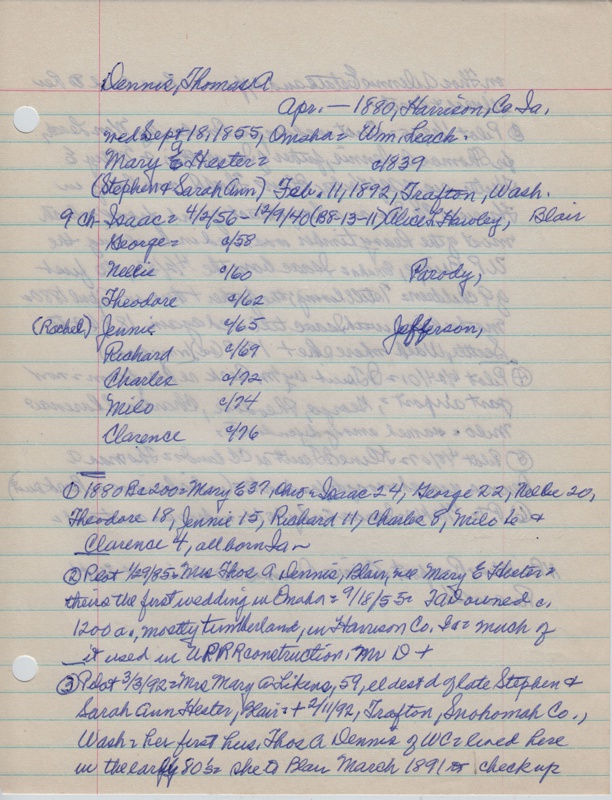 Dennis, Thomas A
Apr. — 1880, Harrison, Co Ia,
wed Sept 18, 1855, Omaha = Wm. Leach.
Mary E Hester = c/839
(Stephen & Sarah Ann) Feb. 11, 1892, Trafton, Wash.
9 ch - Isaac = 4/2/56 - 12/9/40 (B8-13-11) Alice F Hawley, Blair
George = c/58
Nellie c/60 Parody,
Theodore c/62
(Rachel) Jennie c/65 Jefferson,
Richard c/69
Charles c/72
Milo c/74
Clarence c/76
① 1880 Bz 200 = Mary E 37, Ohio = Isaac 24, George 22, Nellie 20,
Theodore 18, Jennie 15, Richard 11, Charles 8, Milo 6 &
Clarence 4, all born Ia ~
② Pilot 1/29/85 = Mrs Thos A Dennis, Blair, nee Mary E Hester =
theirs the first wedding in Omaha = 9/18/55 = TAD owned c.
1200 a., mostly timberland, in Harrison Co. Ia = much of
it used in UPRR construction. Mr D +
③ Pilot 3/3/92 = Mrs Mary A Likens, 59, eldest d of late Stephen &
Sarah Ann Hester, Blair = + 2/11/92, Trafton, Snohomish Co.,
Wash = her first hus. Thos A Dennis of WC = lived here
in the early 80's = she to Blair March 1891 check up